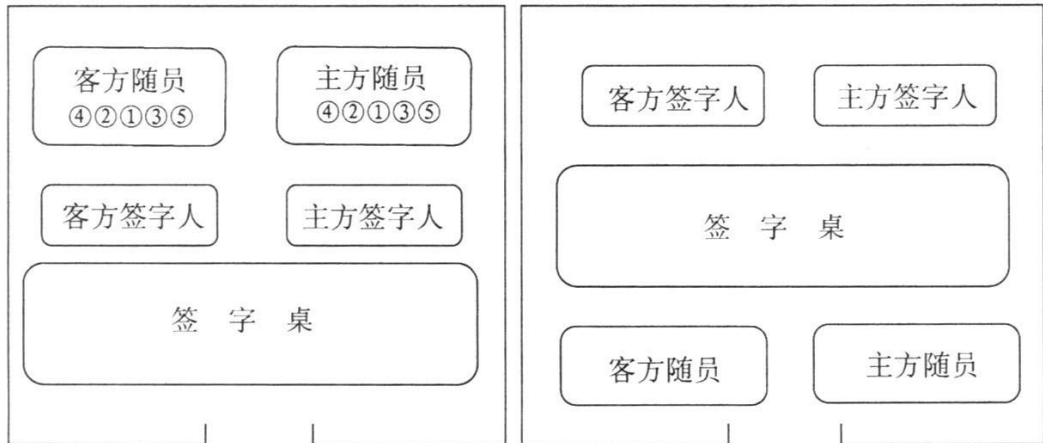 客方随员
④②①③⑤
主方随员
④②①③⑤
客方签字人
主方签字人
签 字 桌
客方签字人
主方签字人
签 字 桌
客方随员
主方随员